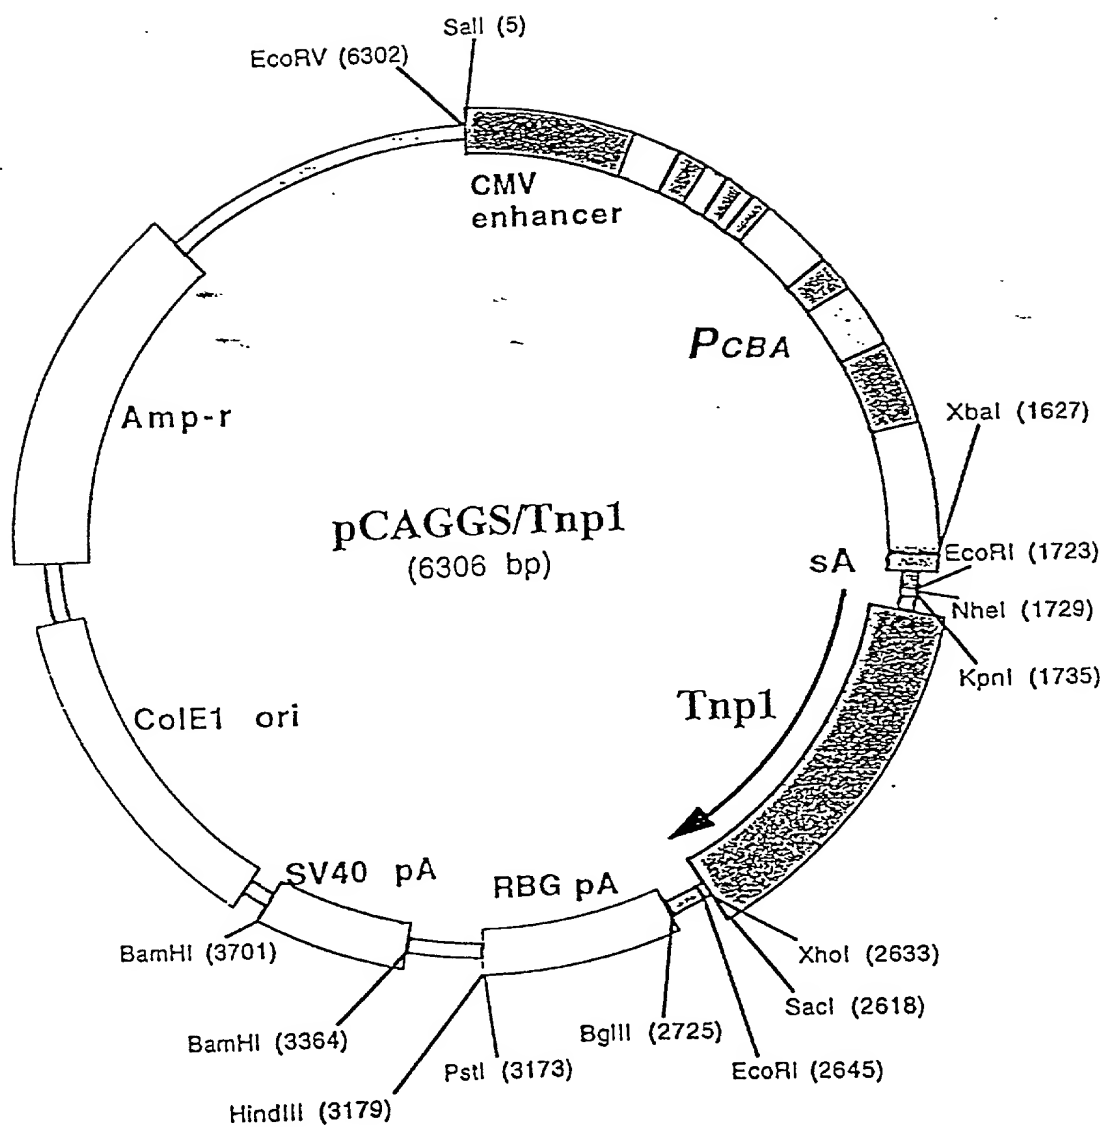 SalI (5)
EcoRV (6302)
CMV
enhancer
PCBA
XbaI (1627)
Amp-r
pCAGGS/Tnp1
(6306 bp)
sA
EcoRI (1723)
NheI (1729)
KpnI (1735)
Tnp1
ColE1 ori
SV40 pA
RBG pA
BamHI (3701)
XhoI (2633)
SacI (2618)
BamHI (3364)
BglII (2725)
PstI (3173)
EcoRI (2645)
HindIII (3179)